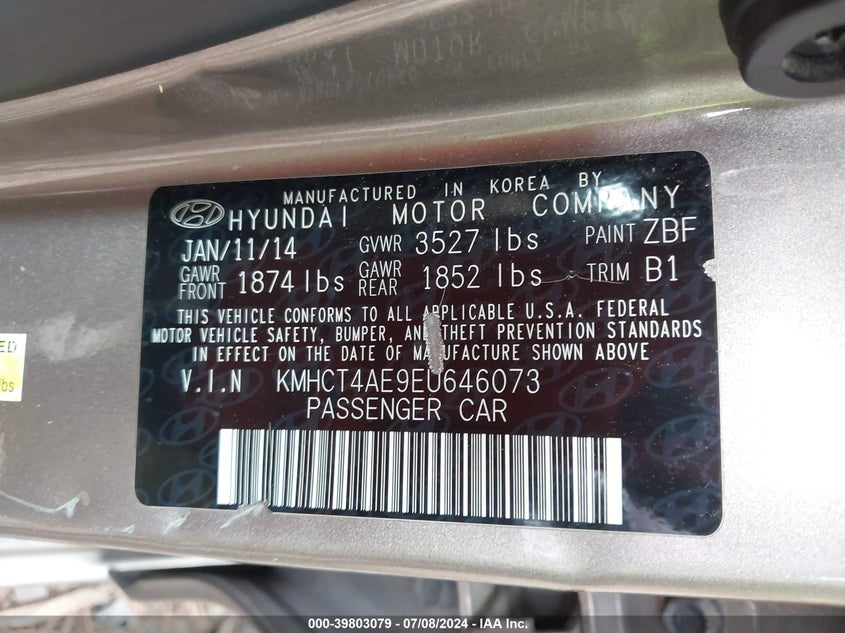 MANUFACTURED IN KOREA BY
HYUNDAI MOTOR COMPANY
JAN/11/14 GVWR 3527 lbs PAINT ZBF
GAWR FRONT 1874 lbs GAWR REAR 1852 lbs TRIM B1
THIS VEHICLE CONFORMS TO ALL APPLICABLE U.S.A. FEDERAL
MOTOR VEHICLE SAFETY, BUMPER, AND THEFT PREVENTION STANDARDS
IN EFFECT ON THE DATE OF MANUFACTURE SHOWN ABOVE
V.I.N KMHCT4AE9EU646073
PASSENGER CAR
000-39803079 - 07/08/2024 - IAAI.com